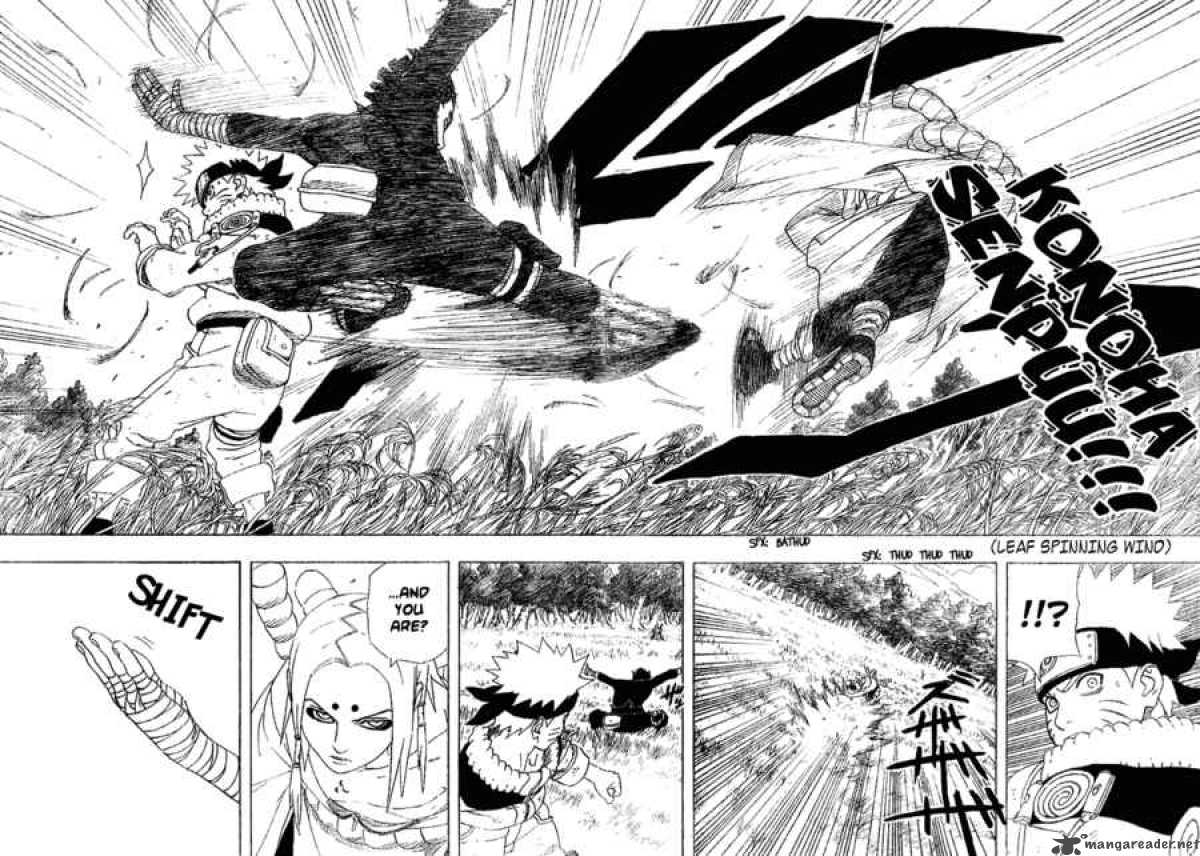 KONOHA
SENPUU!!!
(LEAF SPINNING WIND)
SFX: THUD THUD THUD
SFX: BATHUD
!!?
...AND
YOU
ARE?
SHIFT
mangareader.net